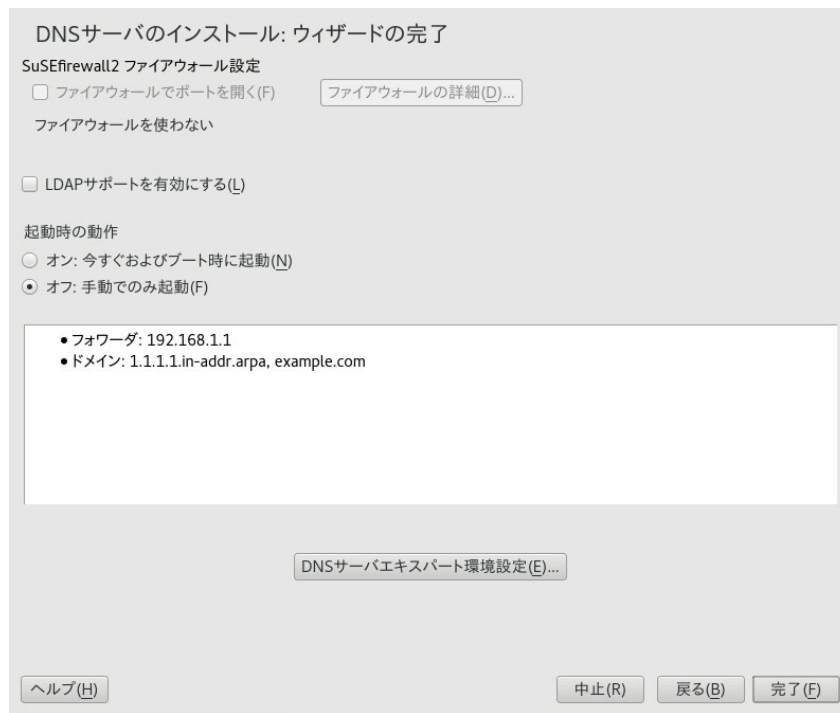 DNSサーバのインストール: ウィザードの完了
SuSEfirewall2 ファイアウォール設定
ファイアウォールでポートを開く(F) ファイアウォールの詳細(D)...
ファイアウォールを使わない
LDAPサポートを有効にする(L)
起動時の動作
オン: 今すぐおよびブート時に起動(N)
オフ: 手動でのみ起動(F)
● フォワーダ: 192.168.1.1
● ドメイン: 1.1.1.1.in-addr.arpa, example.com
DNSサーバエキスパート環境設定(E)...
ヘルプ(H) 中止(R) 戻る(B) 完了(F)